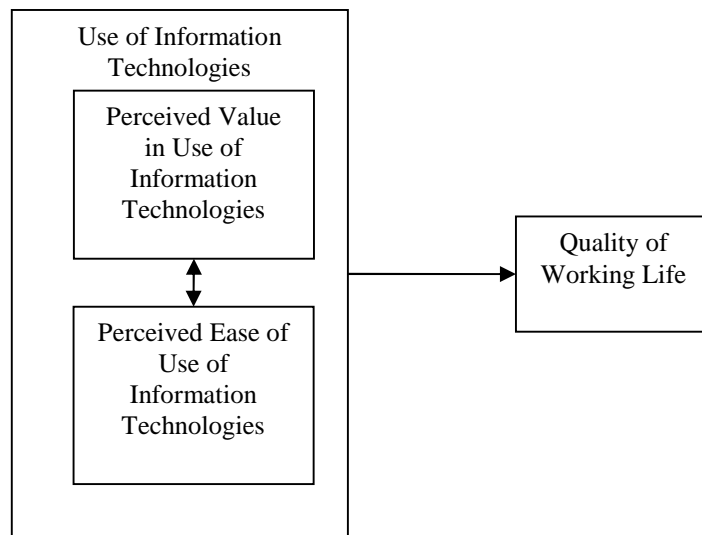 Use of Information
Technologies
Perceived Value
in Use of
Information
Technologies
Perceived Ease of
Use of
Information
Technologies
Quality of
Working Life